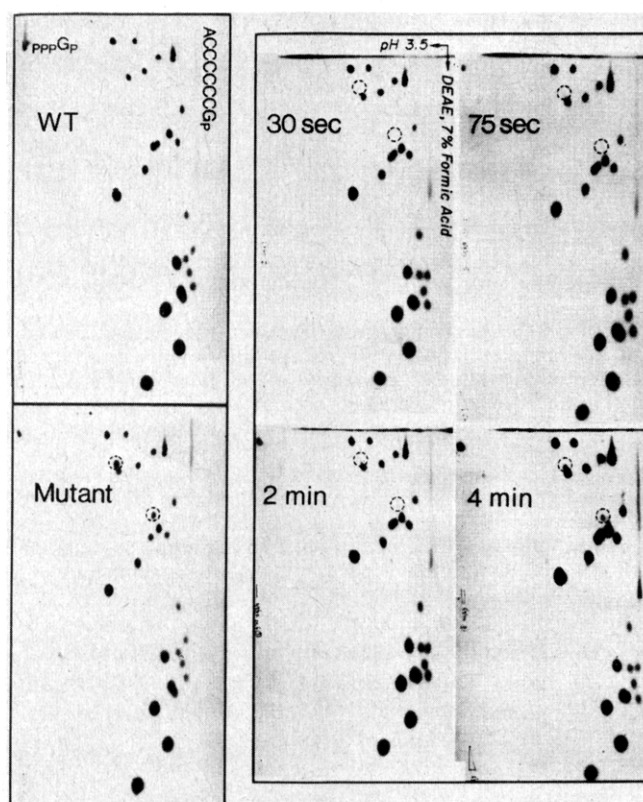 pppGp
ACCCCCCGp
WT
pH 3.5
DEAE, 7% Formic Acid
30 sec
75 sec
Mutant
2 min
4 min